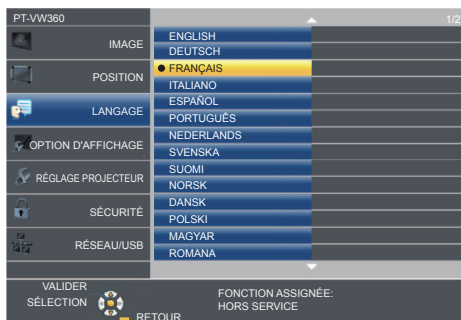 PT-VW360
1/2
IMAGE
POSITION
LANGAGE
OPTION D'AFFICHAGE
RÉGLAGE PROJECTEUR
SÉCURITÉ
RÉSEAU/USB
ENGLISH
DEUTSCH
FRANÇAIS
ITALIANO
ESPAÑOL
PORTUGUÊS
NEDERLANDS
SVENSKA
SUOMI
NORSK
DANSK
POLSKI
MAGYAR
ROMANA
VALIDER
SÉLECTION
RETOUR
FONCTION ASSIGNÉE:
HORS SERVICE